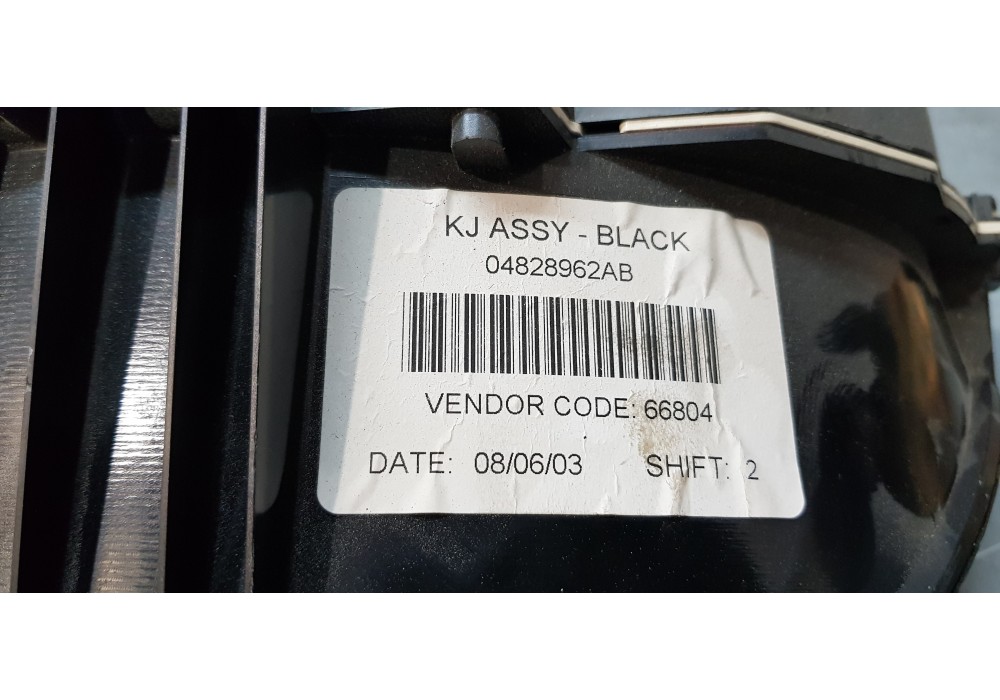 KJ ASSY - BLACK
04828962AB
VENDOR CODE: 66804
DATE: 08/06/03 SHIFT: 2